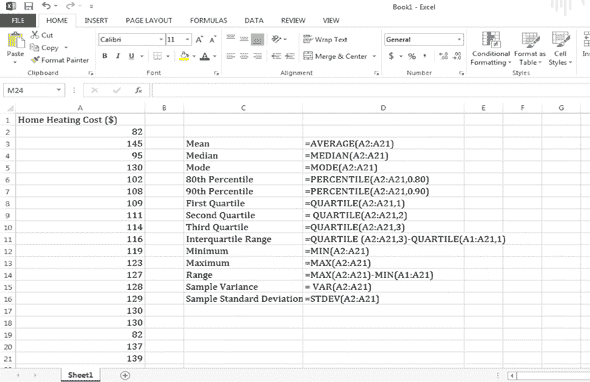 Book1 - Excel
FILE HOME INSERT PAGE LAYOUT FORMULAS DATA REVIEW VIEW
Cut
Copy
Format Painter
Paste
Calibri 11
B I U
Wrap Text
Merge & Center
General
$ % ,
Conditional Formatting
Format as Table
Cell Styles
Clipboard Font Alignment Number Styles
M24 fx
A B C D E F G
1 Home Heating Cost ($)
2 82
3 145 Mean =AVERAGE(A2:A21)
4 95 Median =MEDIAN(A2:A21)
5 130 Mode =MODE(A2:A21)
6 102 80th Percentile =PERCENTILE(A2:A21,0.80)
7 108 90th Percentile =PERCENTILE(A2:A21,0.90)
8 109 First Quartile =QUARTILE(A2:A21,1)
9 111 Second Quartile = QUARTILE(A2:A21,2)
10 114 Third Quartile =QUARTILE(A2:A21,3)
11 116 Interquartile Range =QUARTILE (A2:A21,3)-QUARTILE(A1:A21,1)
12 119 Minimum =MIN(A2:A21)
13 123 Maximum =MAX(A2:A21)
14 127 Range =MAX(A2:A21)-MIN(A1:A21)
15 128 Sample Variance = VAR(A2:A21)
16 129 Sample Standard Deviation =STDEV(A2:A21)
17 130
18 130
19 82
20 137
21 139
Sheet1